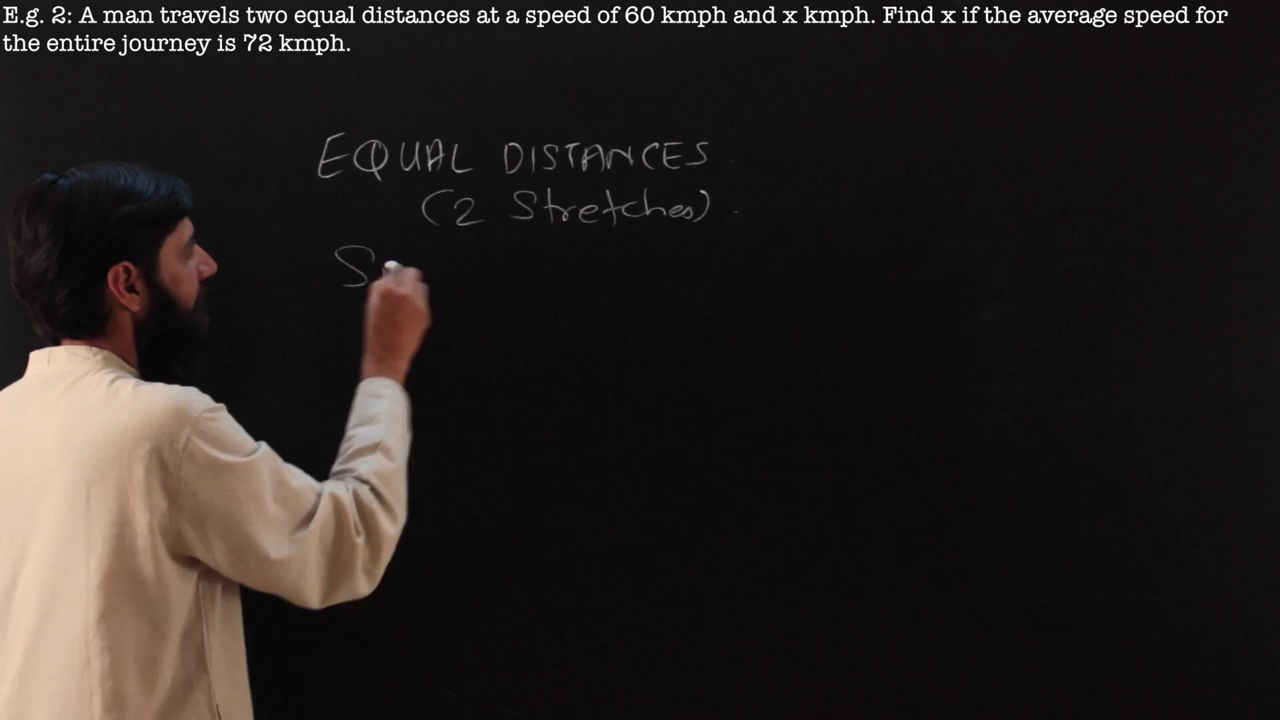 E.g. 2: A man travels two equal distances at a speed of 60 kmph and x kmph. Find x if the average speed for
the entire journey is 72 kmph.
EQUAL DISTANCES
(2 Stretches)
S